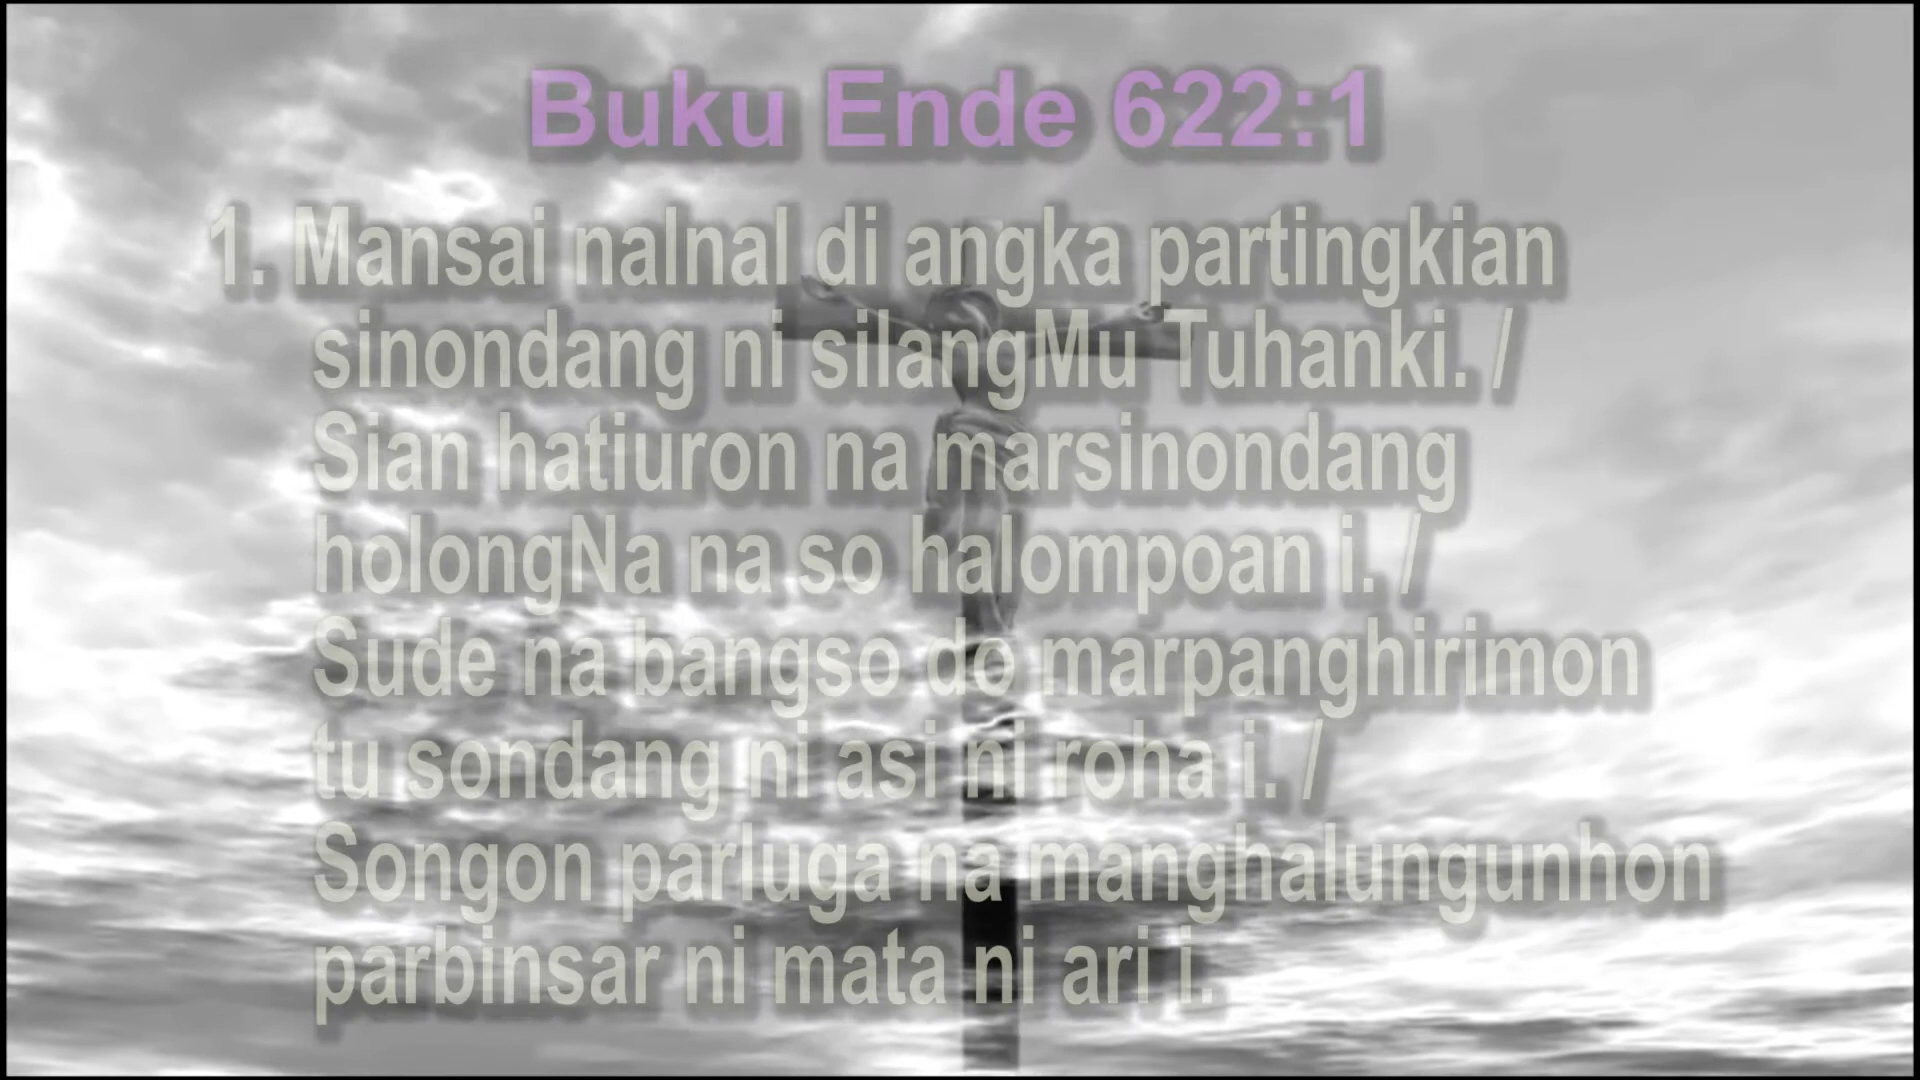 Buku Ende 622:1
1. Mansai nalnal di angka partingkian
sinondang ni silangMu Tuhanki. /
Sian hatiuron na marsinondang
holongNa na so halompoan i. /
Sude na bangso do marpanghirimon
tu sondang ni asi ni roha i. /
Songon parluga na manghalungunhon
parbinsar ni mata ni ari i.